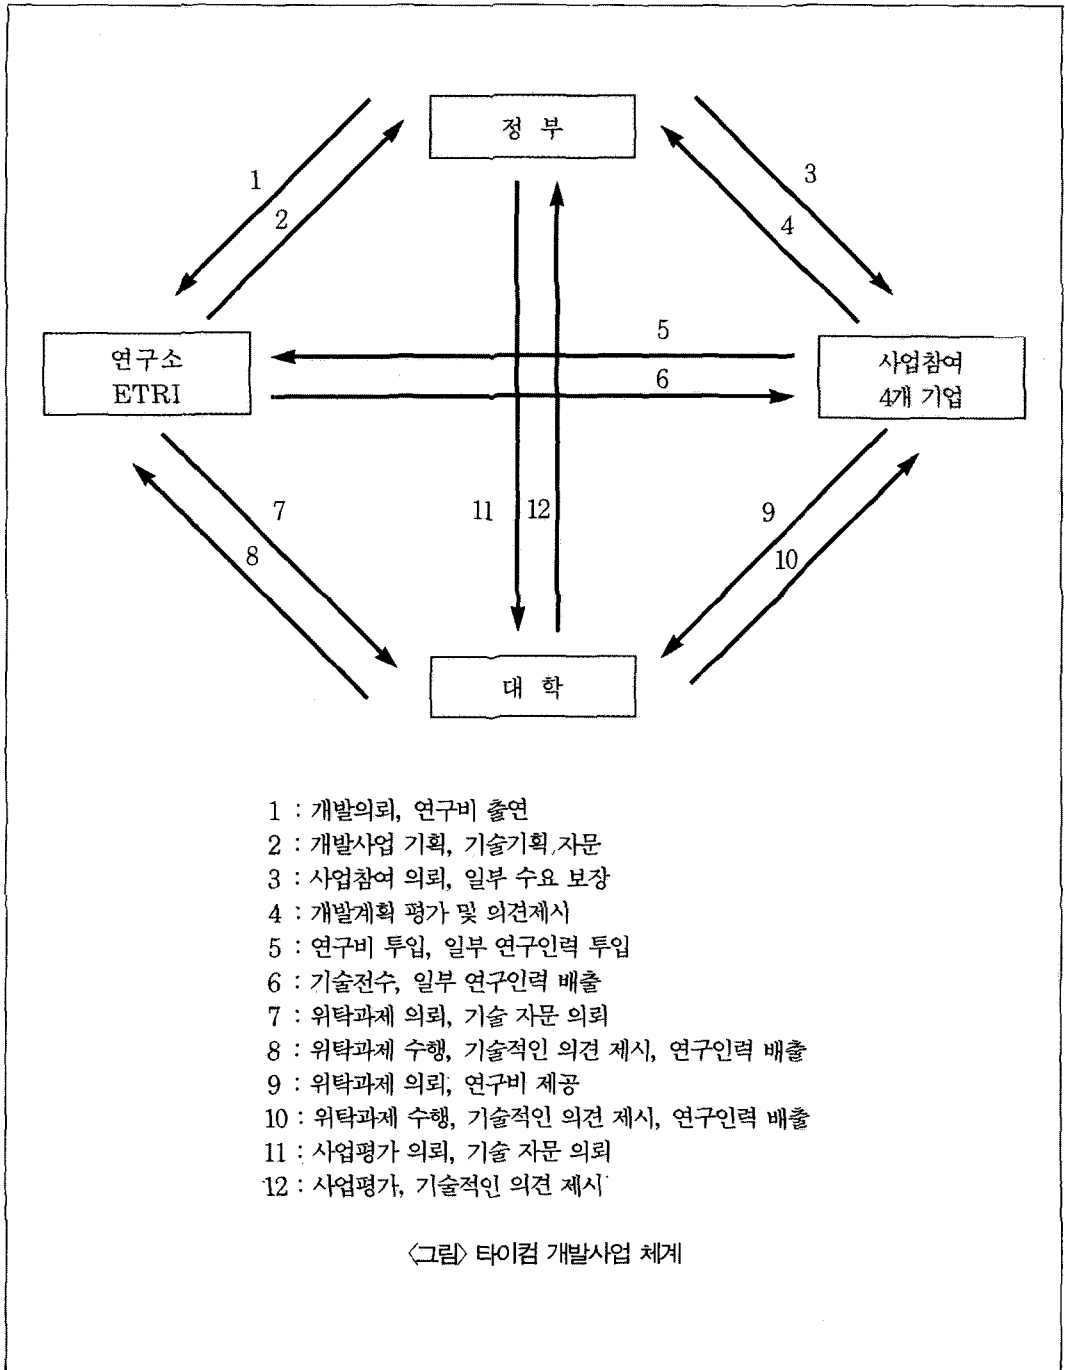 정 부
1
2
3
4
연구소
ETRI
5
6
사업참여
4개 기업
7
8
11
12
9
10
대 학
1 : 개발의뢰, 연구비 출연
2 : 개발사업 기획, 기술기획 자문
3 : 사업참여 의뢰, 일부 수요 보장
4 : 개발계획 평가 및 의견제시
5 : 연구비 투입, 일부 연구인력 투입
6 : 기술전수, 일부 연구인력 배출
7 : 위탁과제 의뢰, 기술 자문 의뢰
8 : 위탁과제 수행, 기술적인 의견 제시, 연구인력 배출
9 : 위탁과제 의뢰, 연구비 제공
10 : 위탁과제 수행, 기술적인 의견 제시, 연구인력 배출
11 : 사업평가 의뢰, 기술 자문 의뢰
12 : 사업평가, 기술적인 의견 제시
〈그림〉 타이컴 개발사업 체계